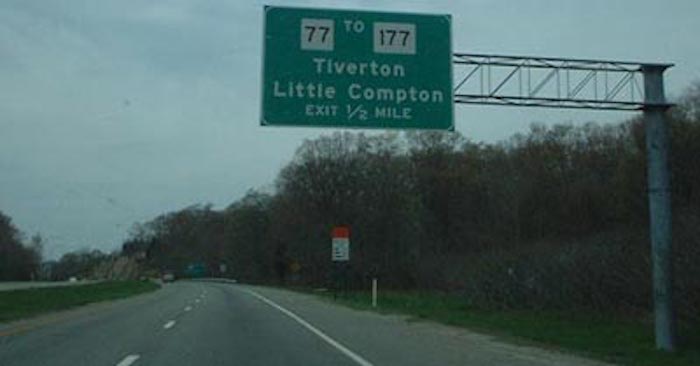 77 TO 177
Tiverton
Little Compton
EXIT 1/2 MILE